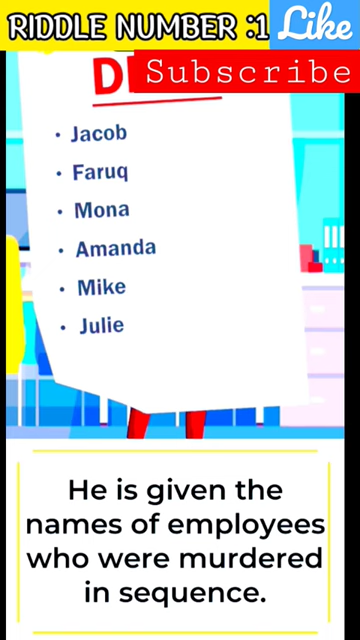 RIDDLE NUMBER :1 Like
Subscribe
• Jacob
• Faruq
• Mona
• Amanda
• Mike
• Julie
He is given the
names of employees
who were murdered
in sequence.